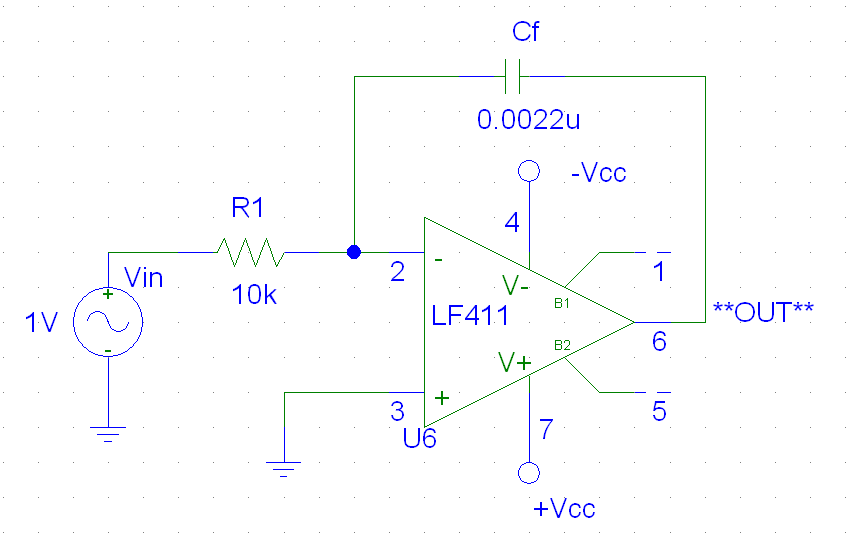 Cf
0.0022u
-Vcc
4
R1
10k
Vin
1V
+
-
2
-
V-
B1
1
LF411
**OUT**
6
B2
V+
+
3
U6
5
7
+Vcc